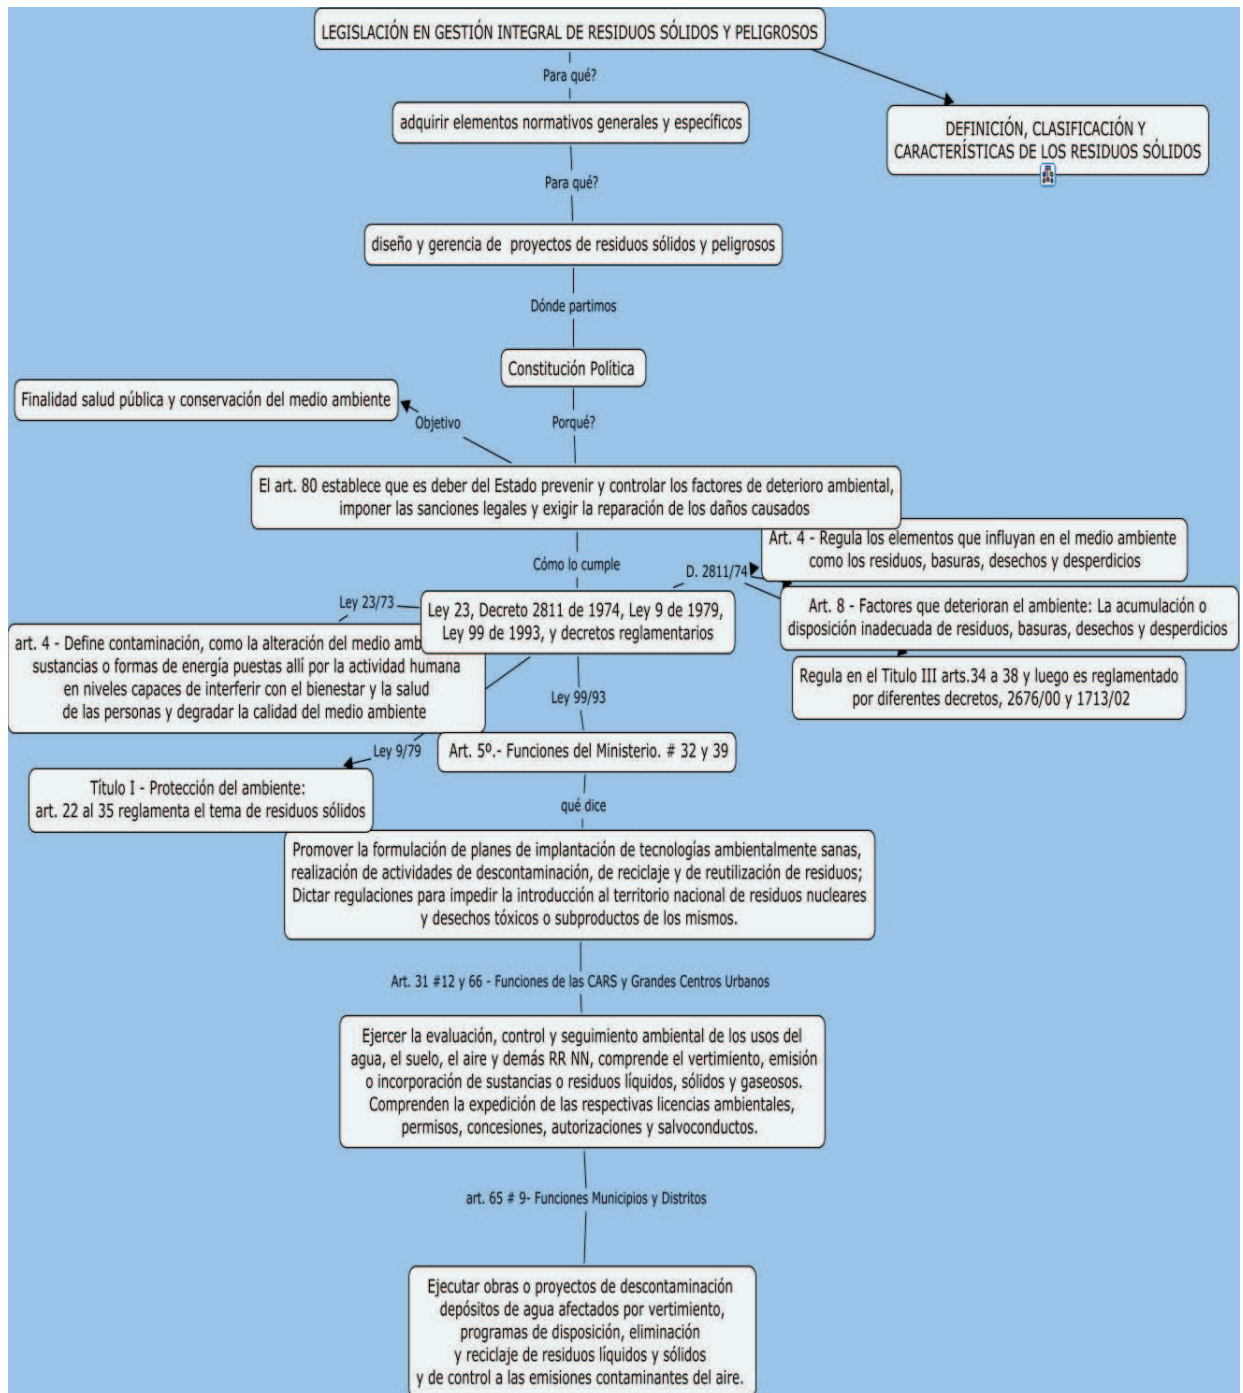 LEGISLACIÓN EN GESTIÓN INTEGRAL DE RESIDUOS SÓLIDOS Y PELIGROSOS
Para qué?
adquirir elementos normativos generales y específicos
DEFINICIÓN, CLASIFICACIÓN Y
CARACTERÍSTICAS DE LOS RESIDUOS SÓLIDOS
Para qué?
diseño y gerencia de proyectos de residuos sólidos y peligrosos
Dónde partimos
Constitución Política
Finalidad salud pública y conservación del medio ambiente
Objetivo
Porqué?
El art. 80 establece que es deber del Estado prevenir y controlar los factores de deterioro ambiental,
imponer las sanciones legales y exigir la reparación de los daños causados
Art. 4 - Regula los elementos que influyan en el medio ambiente
como los residuos, basuras, desechos y desperdicios
Cómo lo cumple
D. 2811/74
Ley 23/73
Ley 23, Decreto 2811 de 1974, Ley 9 de 1979,
Ley 99 de 1993, y decretos reglamentarios
Art. 8 - Factores que deterioran el ambiente: La acumulación o
disposición inadecuada de residuos, basuras, desechos y desperdicios
art. 4 - Define contaminación, como la alteración del medio amb
sustancias o formas de energía puestas allí por la actividad humana
en niveles capaces de interferir con el bienestar y la salud
de las personas y degradar la calidad del medio ambiente
Regula en el Titulo III arts.34 a 38 y luego es reglamentado
por diferentes decretos, 2676/00 y 1713/02
Ley 99/93
Ley 9/79
Art. 5º.- Funciones del Ministerio. # 32 y 39
Título I - Protección del ambiente:
art. 22 al 35 reglamenta el tema de residuos sólidos
qué dice
Promover la formulación de planes de implantación de tecnologías ambientalmente sanas,
realización de actividades de descontaminación, de reciclaje y de reutilización de residuos;
Dictar regulaciones para impedir la introducción al territorio nacional de residuos nucleares
y desechos tóxicos o subproductos de los mismos.
Art. 31 #12 y 66 - Funciones de las CARS y Grandes Centros Urbanos
Ejercer la evaluación, control y seguimiento ambiental de los usos del
agua, el suelo, el aire y demás RR NN, comprende el vertimiento, emisión
o incorporación de sustancias o residuos líquidos, sólidos y gaseosos.
Comprenden la expedición de las respectivas licencias ambientales,
permisos, concesiones, autorizaciones y salvoconductos.
art. 65 # 9- Funciones Municipios y Distritos
Ejecutar obras o proyectos de descontaminación
depósitos de agua afectados por vertimiento,
programas de disposición, eliminación
y reciclaje de residuos líquidos y sólidos
y de control a las emisiones contaminantes del aire.